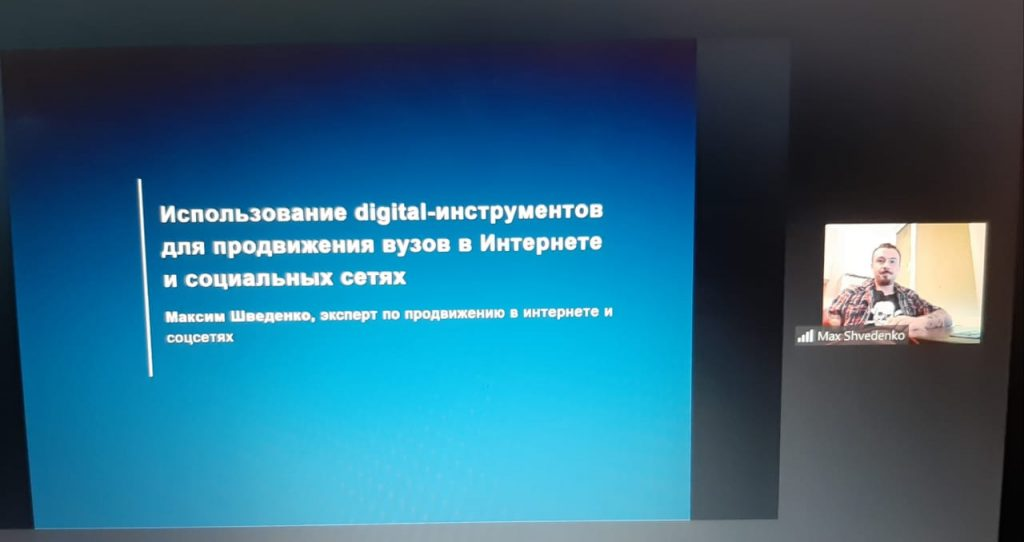 Использование digital-инструментов
для продвижения вузов в Интернете
и социальных сетях
Максим Шведенко, эксперт по продвижению в интернете и
соцсетях
Max Shvedenko